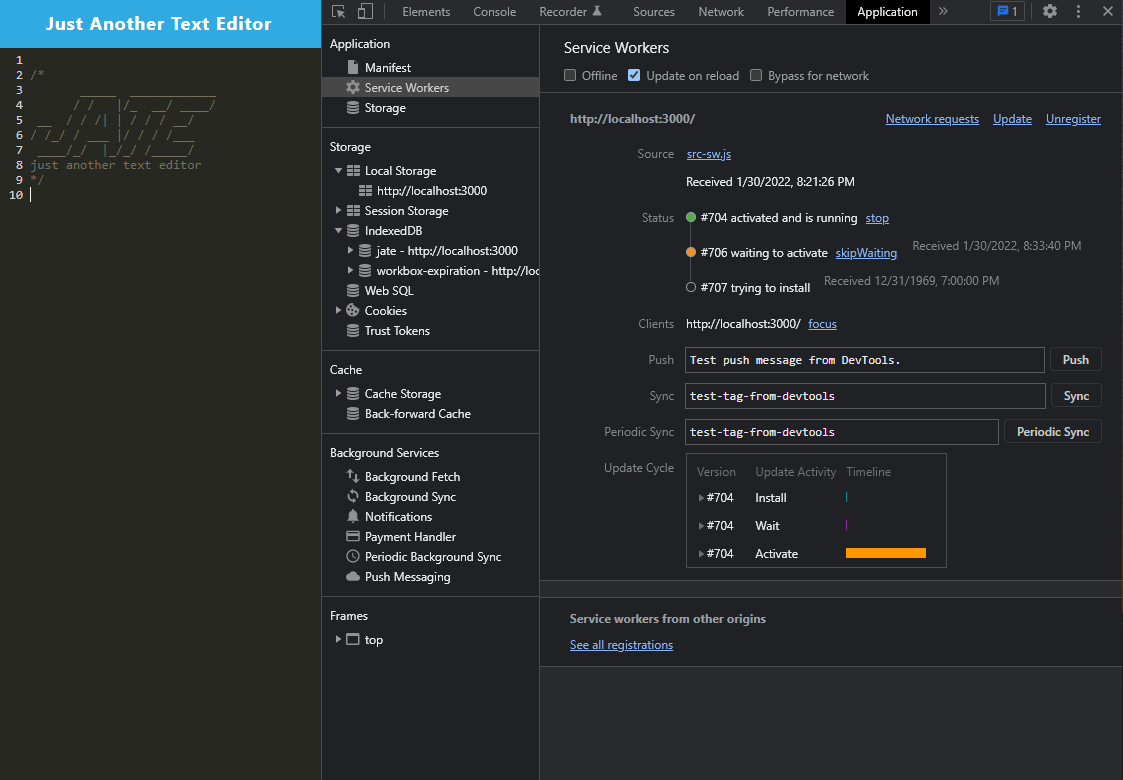 Just Another Text Editor
1
2 /*
3        _____  ____________
4       / /   |/_  __/ ____/
5  __  / / /| | / / / __/
6 / /_/ / ___ |/ / / /___
7  ____/_/  |_/_/ /_____/
8 just another text editor
9 */
10
Elements Console Recorder Sources Network Performance Application » 1
Application
Manifest
Service Workers
Storage
Storage
Local Storage
http://localhost:3000
Session Storage
IndexedDB
jate - http://localhost:3000
workbox-expiration - http://loc
Web SQL
Cookies
Trust Tokens
Cache
Cache Storage
Back-forward Cache
Background Services
Background Fetch
Background Sync
Notifications
Payment Handler
Periodic Background Sync
Push Messaging
Frames
top
Service Workers
Offline Update on reload Bypass for network
http://localhost:3000/ Network requests Update Unregister
Source src-sw.js
Received 1/30/2022, 8:21:26 PM
Status #704 activated and is running stop
#706 waiting to activate skipWaiting Received 1/30/2022, 8:33:40 PM
#707 trying to install Received 12/31/1969, 7:00:00 PM
Clients http://localhost:3000/ focus
Push Test push message from DevTools. Push
Sync test-tag-from-devtools Sync
Periodic Sync test-tag-from-devtools Periodic Sync
Update Cycle Version Update Activity Timeline
#704 Install
#704 Wait
#704 Activate
Service workers from other origins
See all registrations